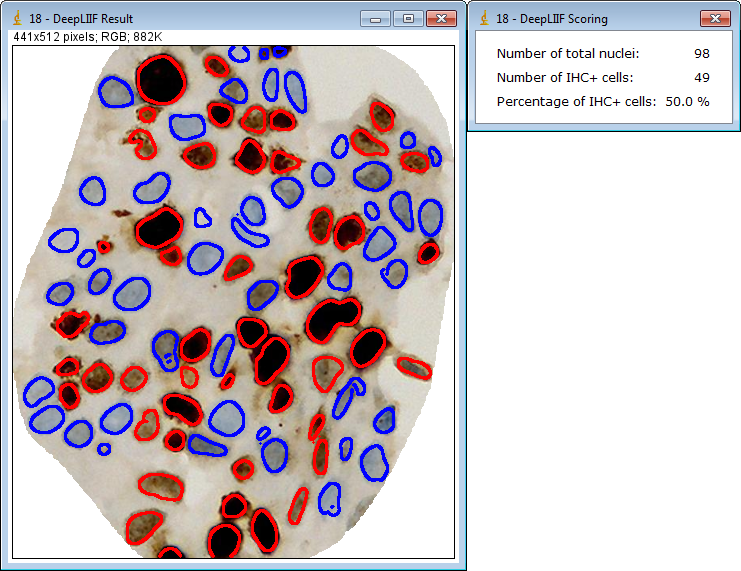 18 - DeepLIIF Result
441x512 pixels; RGB; 882K
18 - DeepLIIF Scoring
Number of total nuclei: 98
Number of IHC+ cells: 49
Percentage of IHC+ cells: 50.0 %